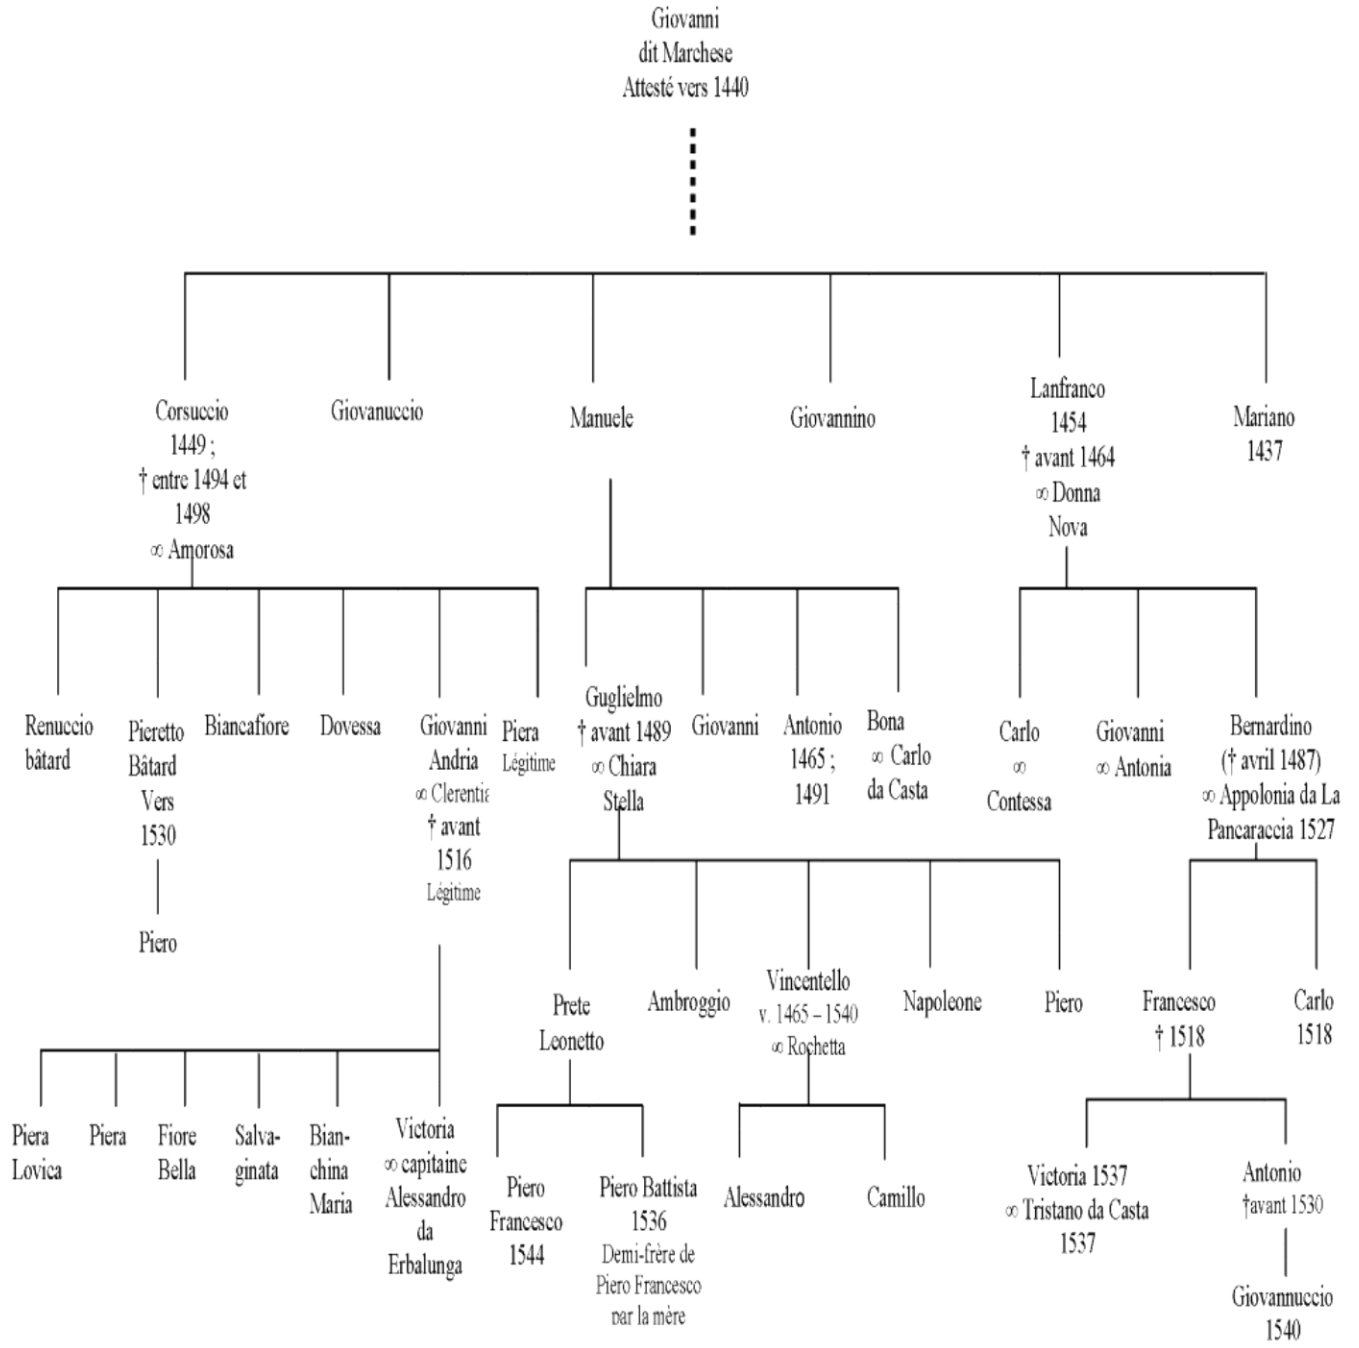 Giovanni
dit Marchese
Attesté vers 1440
Corsuccio
1449 ;
† entre 1494 et
1498
∞ Amorosa
Giovanuccio
Manuele
Giovannino
Lanfranco
1454
† avant 1464
∞ Donna
Nova
Mariano
1437
Renuccio
bâtard
Pieretto
Bâtard
Vers
1530
Biancafiore
Dovessa
Giovanni
Andria
∞ Clerentia
† avant
1516
Légitime
Piera
Légitime
Guglielmo
† avant 1489
∞ Chiara
Stella
Giovanni
Antonio
1465 ;
1491
Bona
∞ Carlo
da Casta
Carlo
∞
Contessa
Giovanni
∞ Antonia
Bernardino
(† avril 1487)
∞ Appolonia da La
Pancaraccia 1527
Piero
Prete
Leonetto
Ambroggio
Vincentello
v. 1465 – 1540
∞ Rochetta
Napoleone
Piero
Francesco
† 1518
Carlo
1518
Piera
Lovica
Piera
Fiore
Bella
Salva-
ginata
Bian-
china
Maria
Victoria
∞ capitaine
Alessandro
da
Erbalunga
Piero
Francesco
1544
Piero Battista
1536
Demi-frère de
Piero Francesco
par la mère
Alessandro
Camillo
Victoria 1537
∞ Tristano da Casta
1537
Antonio
†avant 1530
Giovannuccio
1540